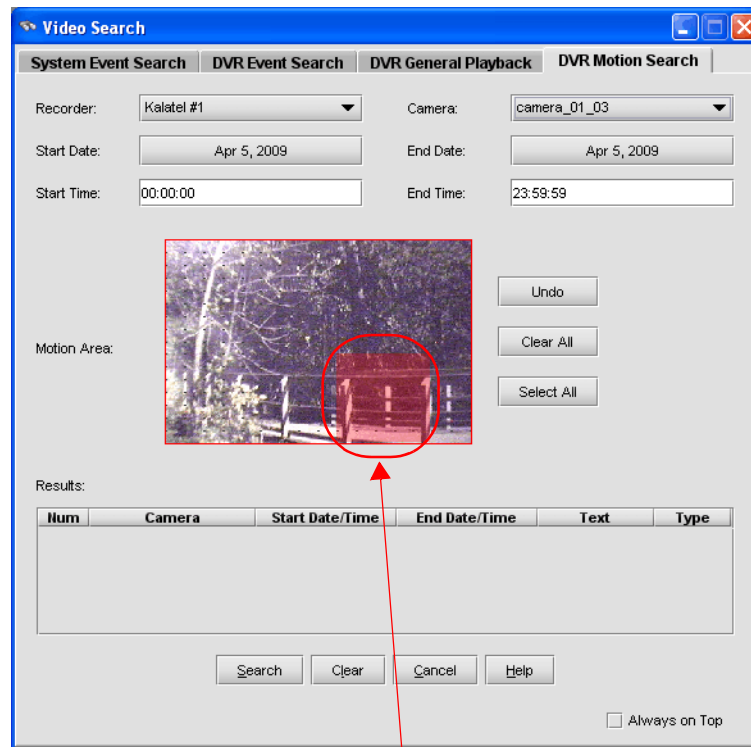 Video Search
System Event Search DVR Event Search DVR General Playback DVR Motion Search
Recorder: Kalatel #1 Camera: camera_01_03
Start Date: Apr 5, 2009 End Date: Apr 5, 2009
Start Time: 00:00:00 End Time: 23:59:59
Undo
Motion Area: Clear All
Select All
Results:
Num Camera Start Date/Time End Date/Time Text Type
Search Clear Cancel Help
Always on Top